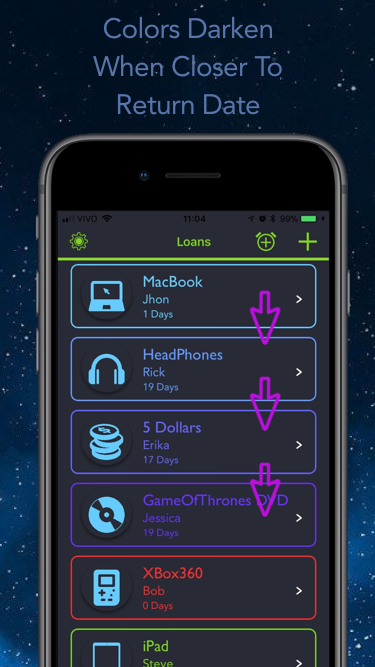 Colors Darken
When Closer To
Return Date
VIVO 11:04 99%
Loans
MacBook
Jhon
1 Days
HeadPhones
Rick
19 Days
5 Dollars
Erika
17 Days
GameOfThrones DVD
Jessica
19 Days
XBox360
Bob
0 Days
iPad
Steve